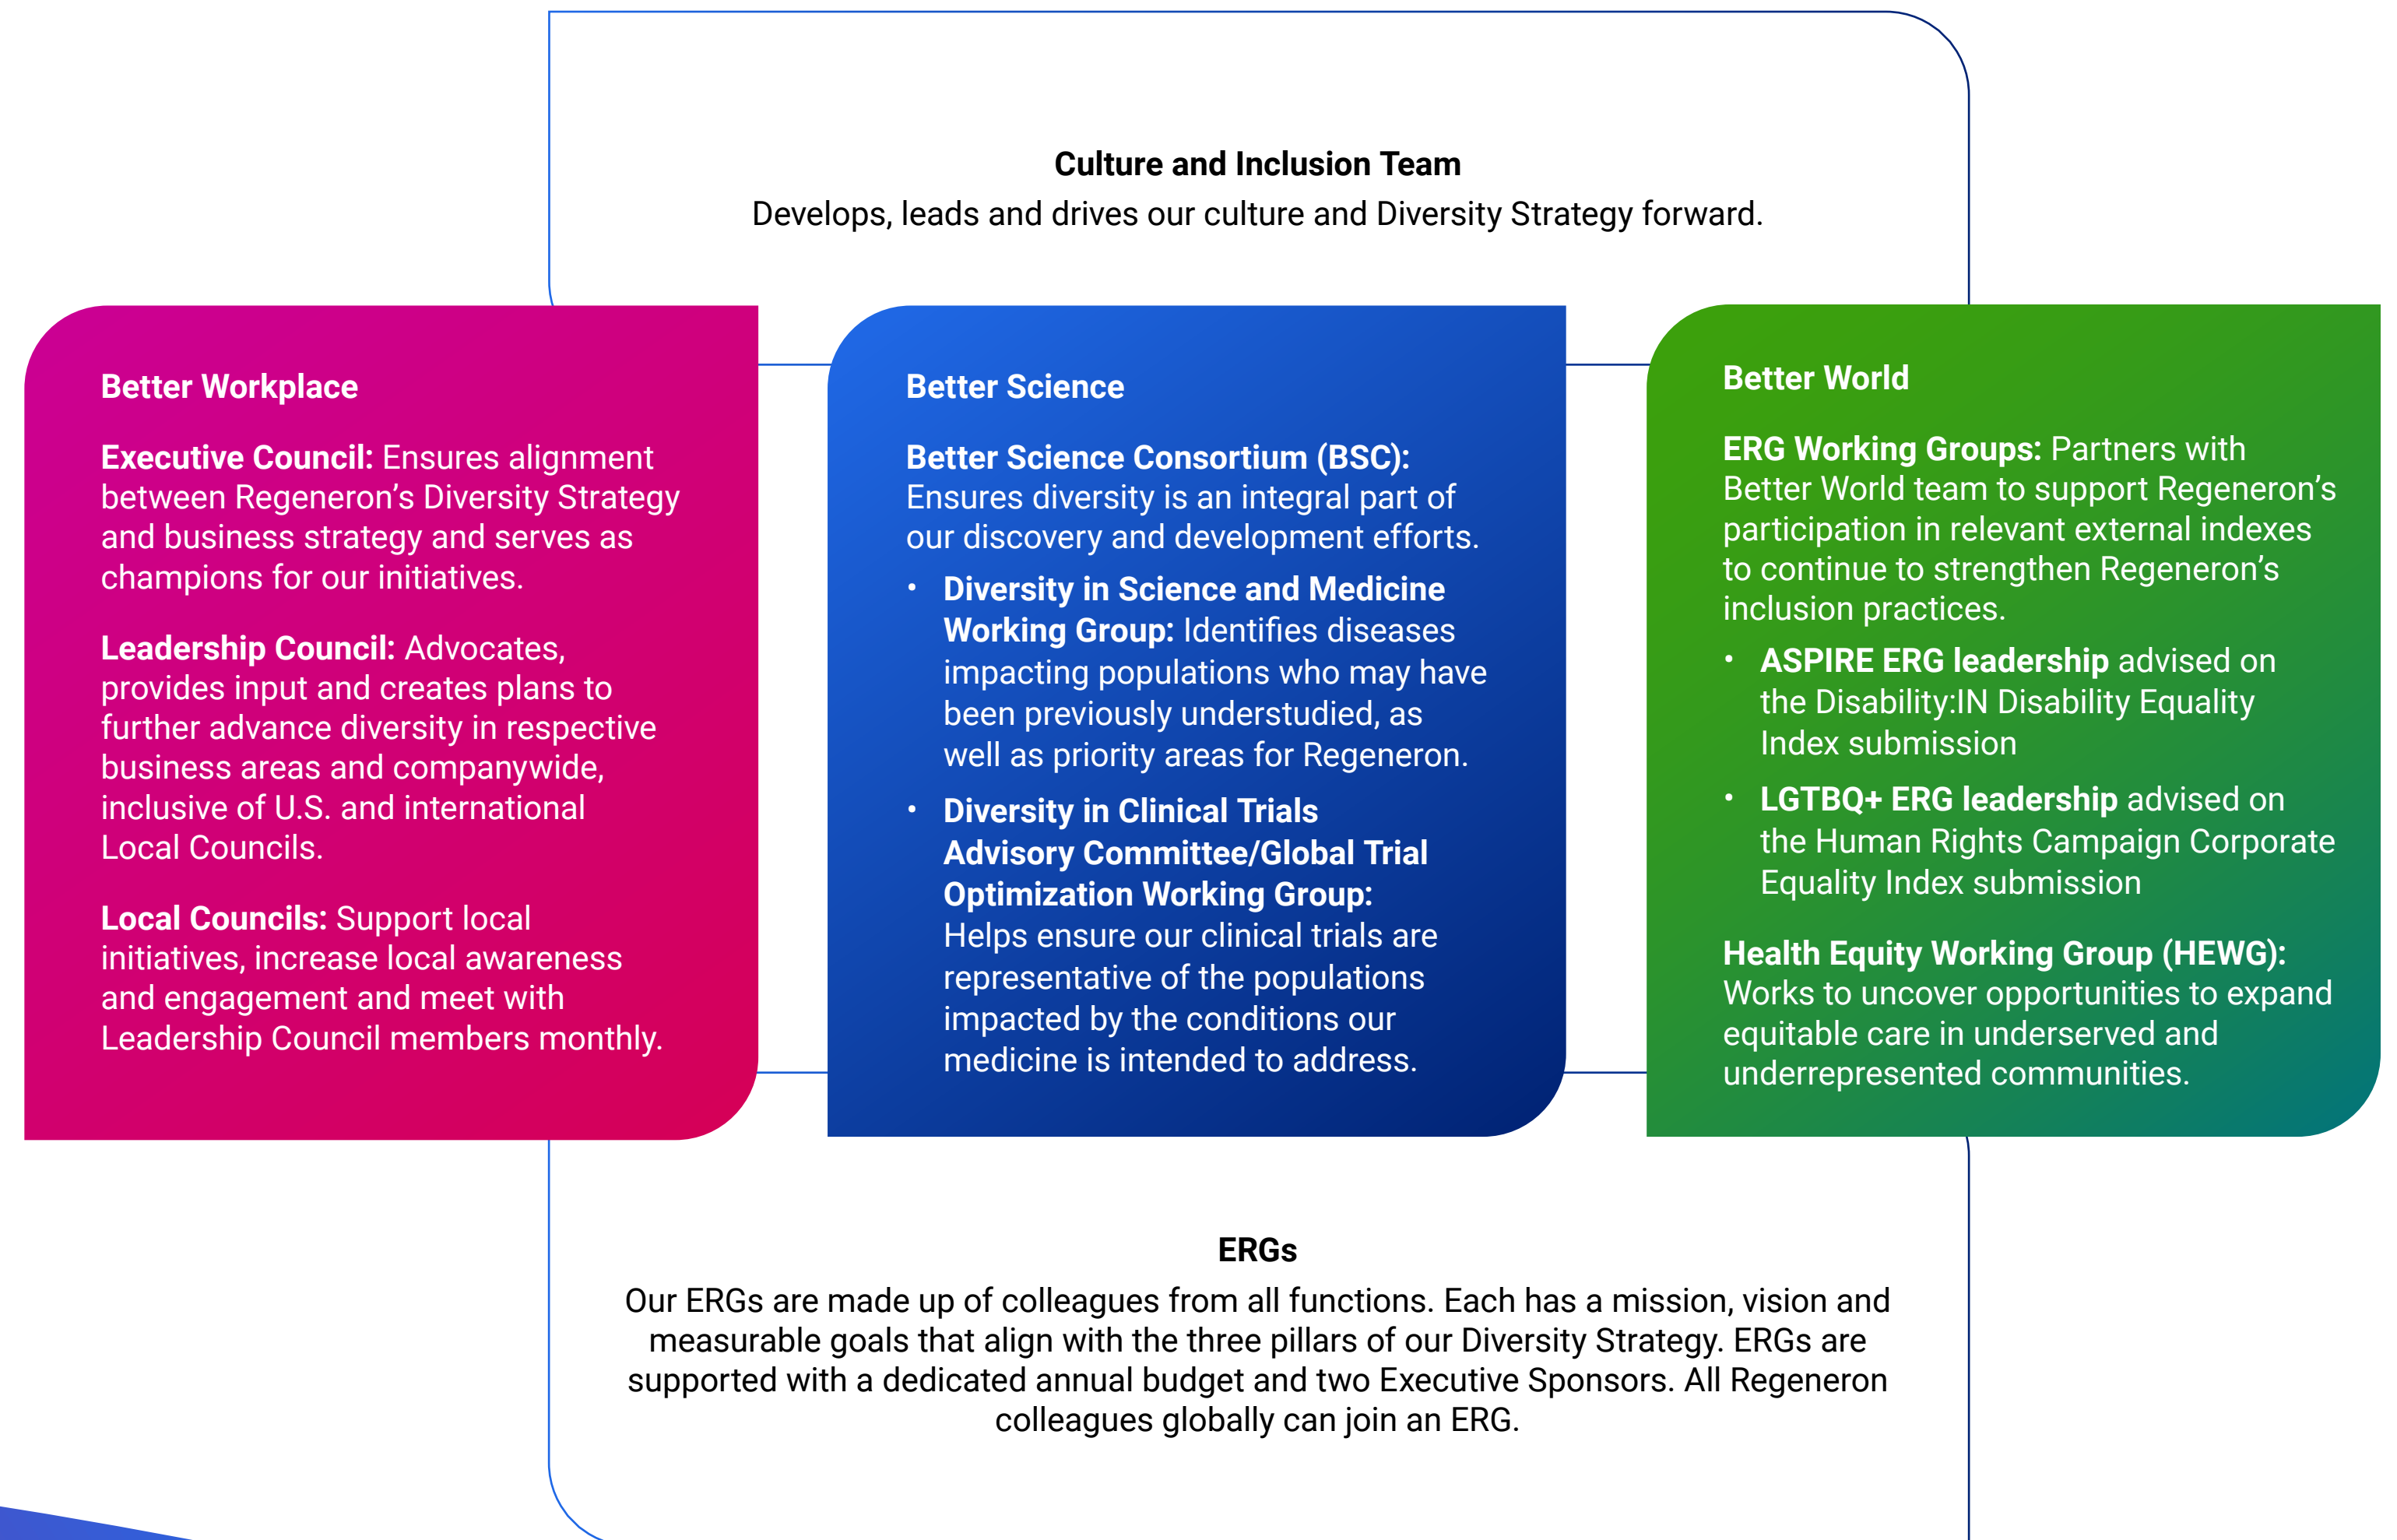 Culture and Inclusion Team
Develops, leads and drives our culture and Diversity Strategy forward.
Better Workplace
Executive Council: Ensures alignment
between Regeneron’s Diversity Strategy
and business strategy and serves as
champions for our initiatives.
Leadership Council: Advocates,
provides input and creates plans to
further advance diversity in respective
business areas and companywide,
inclusive of U.S. and international
Local Councils.
Local Councils: Support local
initiatives, increase local awareness
and engagement and meet with
Leadership Council members monthly.
Better Science
Better Science Consortium (BSC):
Ensures diversity is an integral part of
our discovery and development efforts.
• Diversity in Science and Medicine
Working Group: Identifies diseases
impacting populations who may have
been previously understudied, as
well as priority areas for Regeneron.
• Diversity in Clinical Trials
Advisory Committee/Global Trial
Optimization Working Group:
Helps ensure our clinical trials are
representative of the populations
impacted by the conditions our
medicine is intended to address.
Better World
ERG Working Groups: Partners with
Better World team to support Regeneron’s
participation in relevant external indexes
to continue to strengthen Regeneron’s
inclusion practices.
• ASPIRE ERG leadership advised on
the Disability:IN Disability Equality
Index submission
• LGTBQ+ ERG leadership advised on
the Human Rights Campaign Corporate
Equality Index submission
Health Equity Working Group (HEWG):
Works to uncover opportunities to expand
equitable care in underserved and
underrepresented communities.
ERGs
Our ERGs are made up of colleagues from all functions. Each has a mission, vision and
measurable goals that align with the three pillars of our Diversity Strategy. ERGs are
supported with a dedicated annual budget and two Executive Sponsors. All Regeneron
colleagues globally can join an ERG.